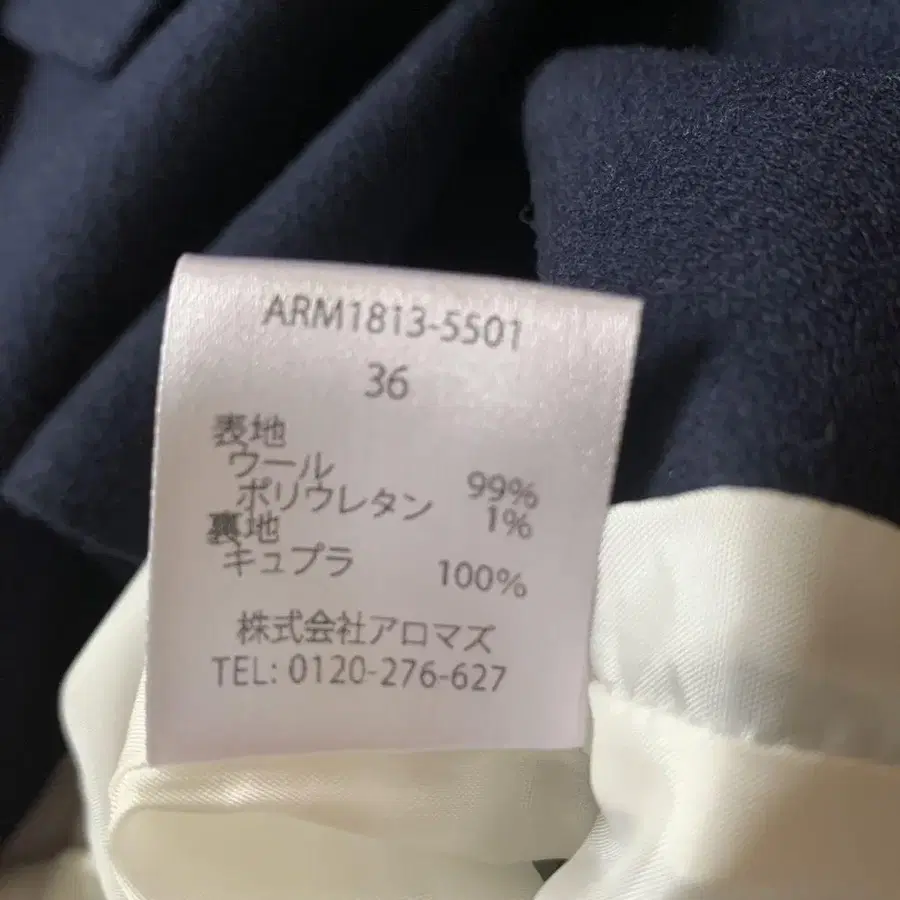 ARM1813-5501
36
表地
ウール 99%
ポリウレタン 1%
裏地
キュプラ 100%
株式会社アロマズ
TEL: 0120-276-627